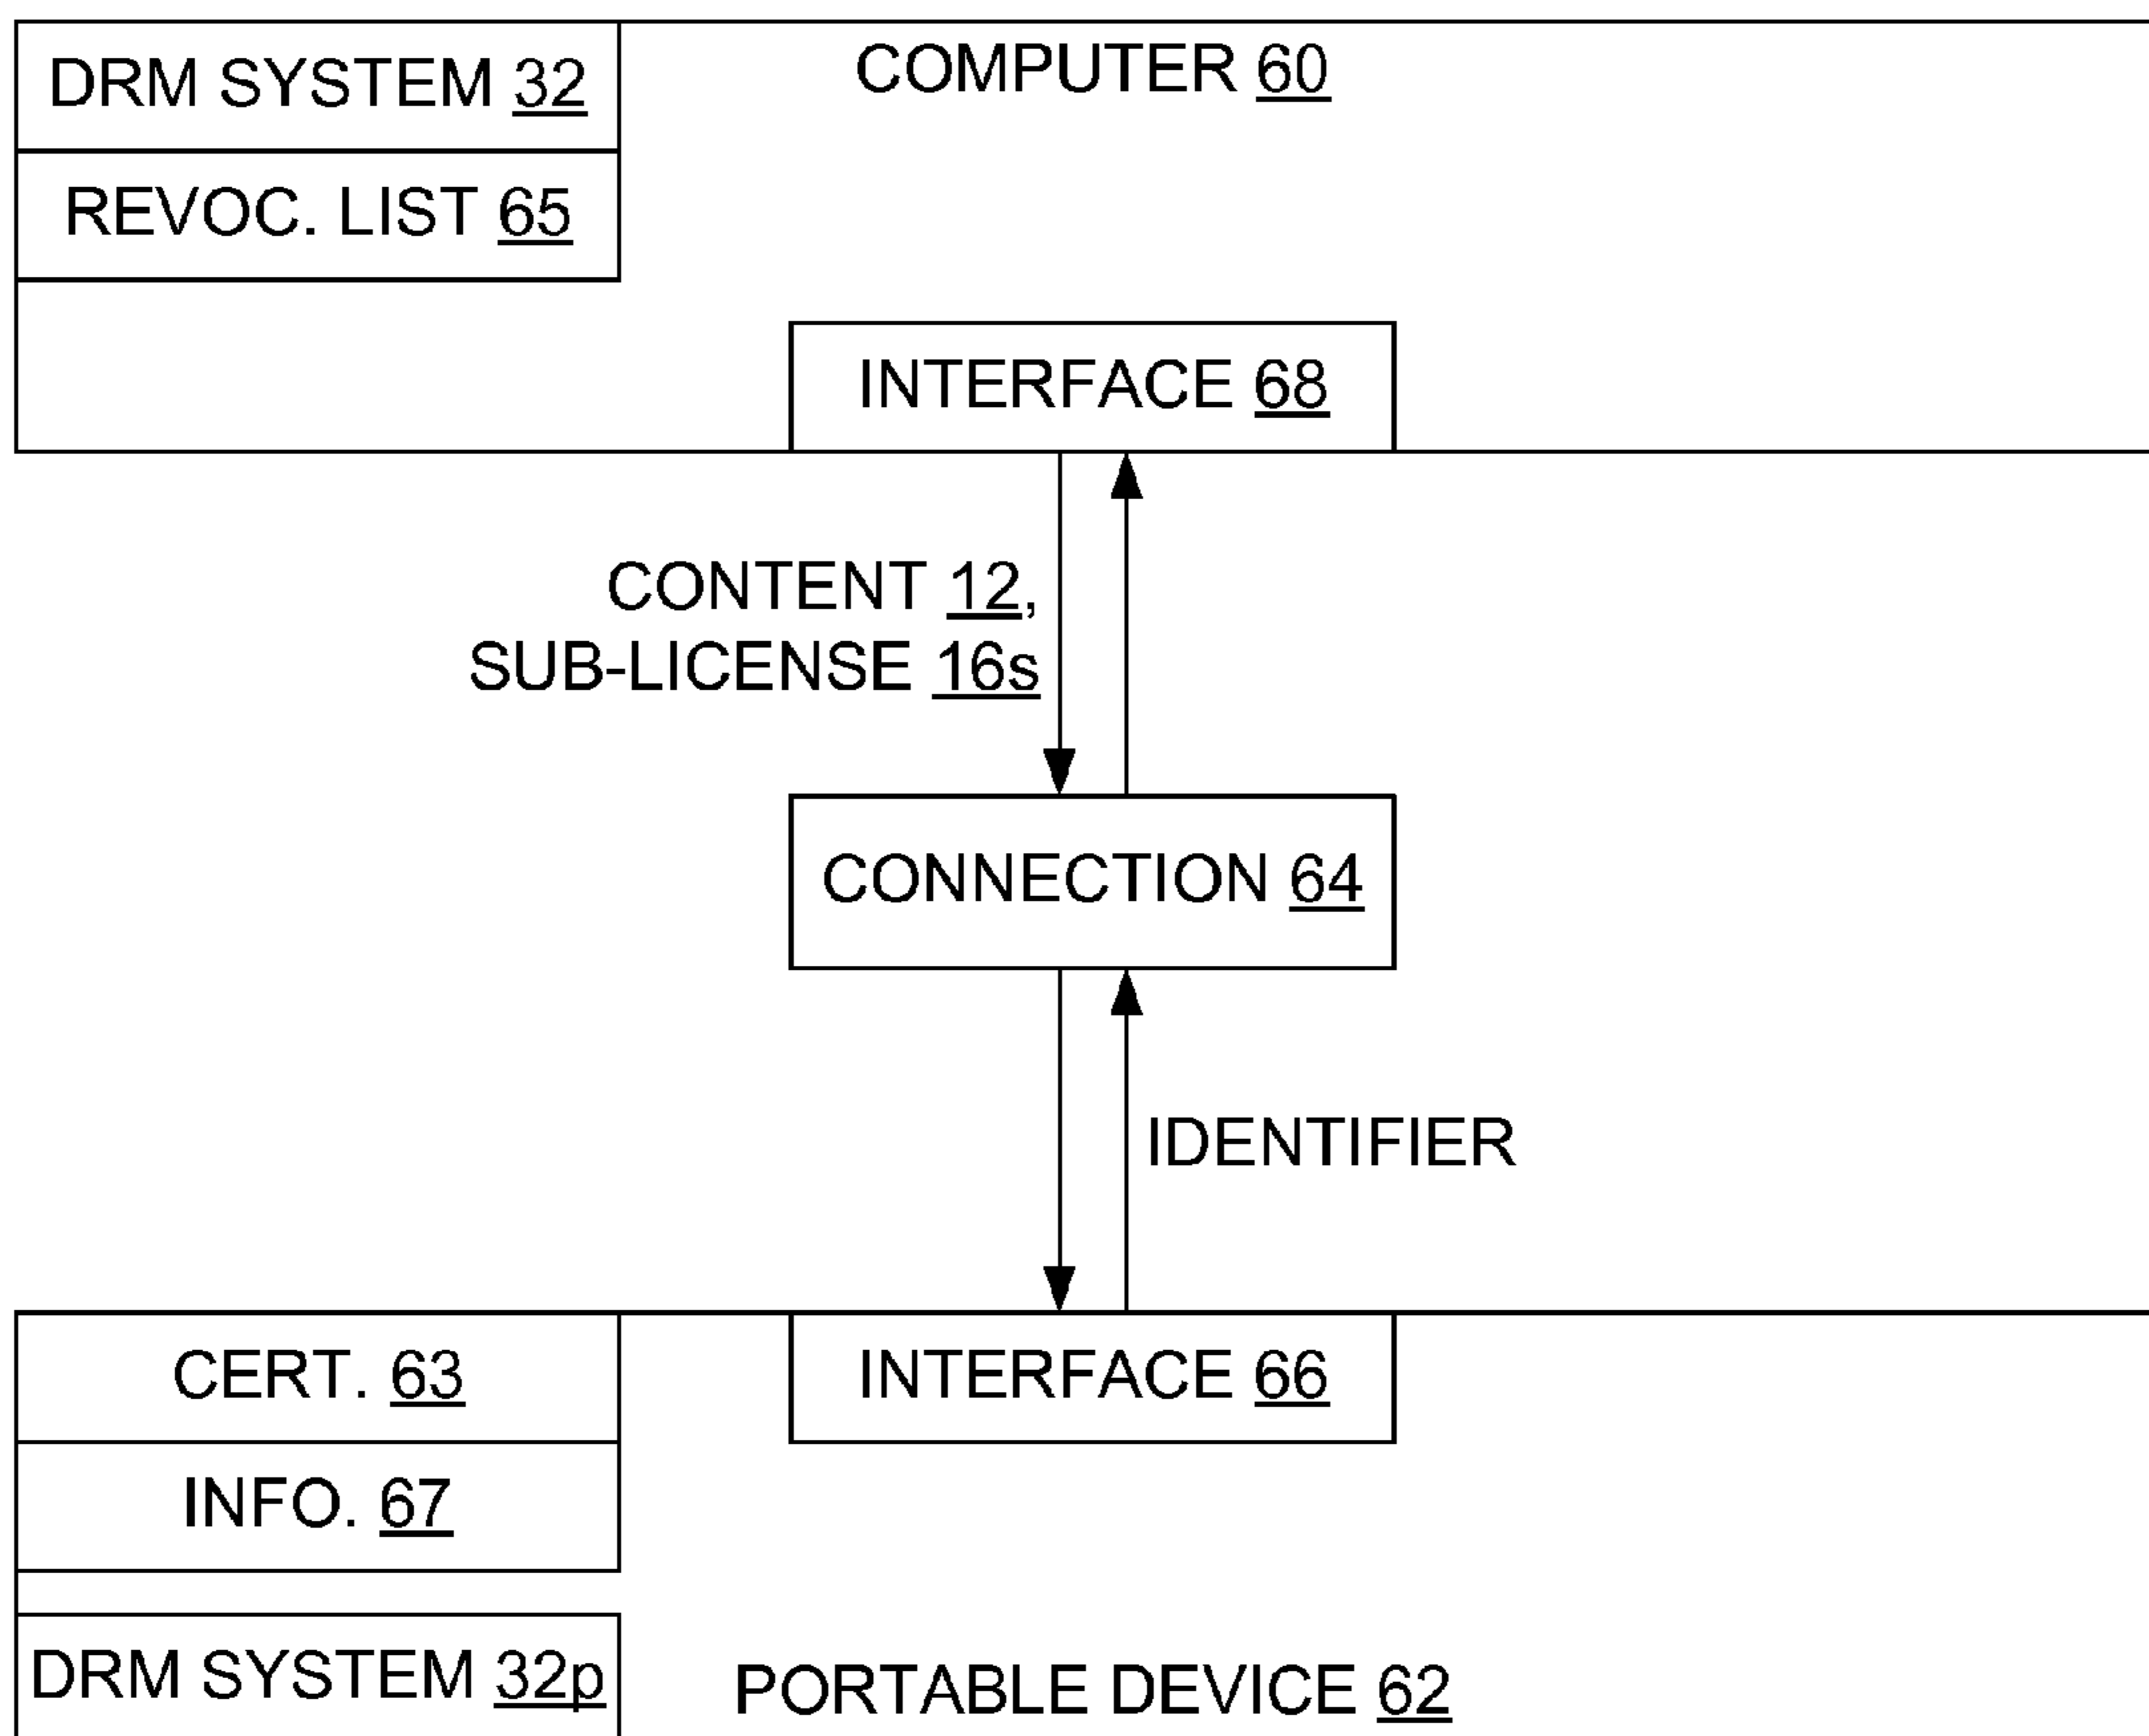 DRM SYSTEM 32
COMPUTER 60
REVOC. LIST 65
INTERFACE 68
CONTENT 12,
SUB-LICENSE 16s
CONNECTION 64
IDENTIFIER
CERT. 63
INTERFACE 66
INFO. 67
DRM SYSTEM 32p
PORTABLE DEVICE 62